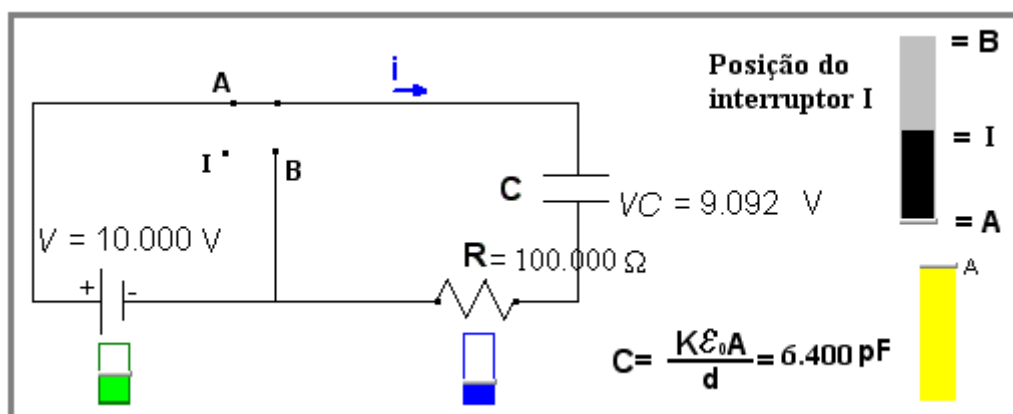 = B
Posição do
interruptor I
= I
= A
A
i
A
I
B
C
VC = 9.092 V
V = 10.000 V
R = 100.000 Ω
+ -
A
C= Kε₀A/d = 6.400 pF